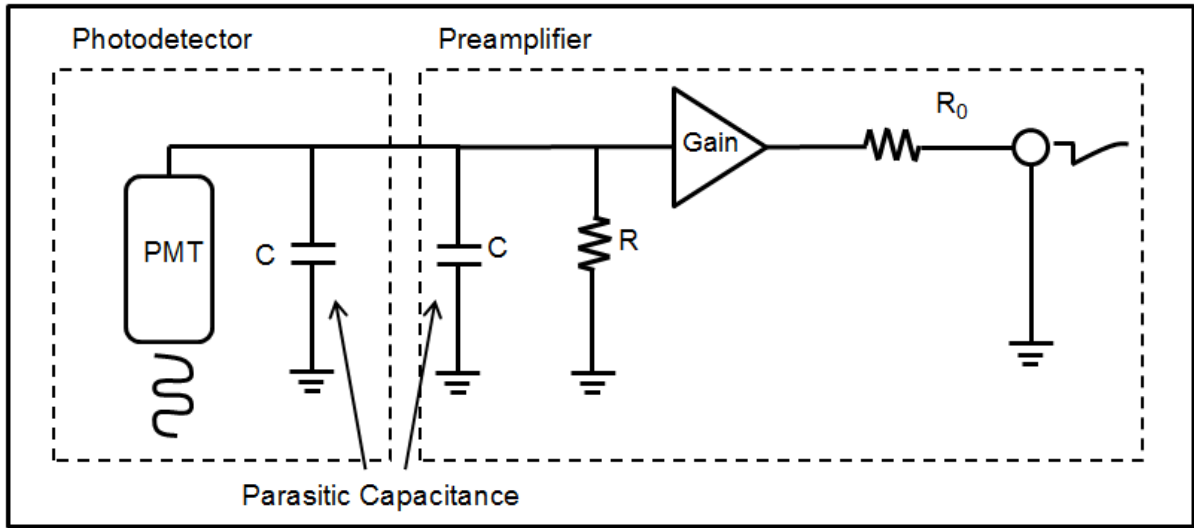 Photodetector
Preamplifier
R₀
Gain
PMT
C
C
R
Parasitic Capacitance